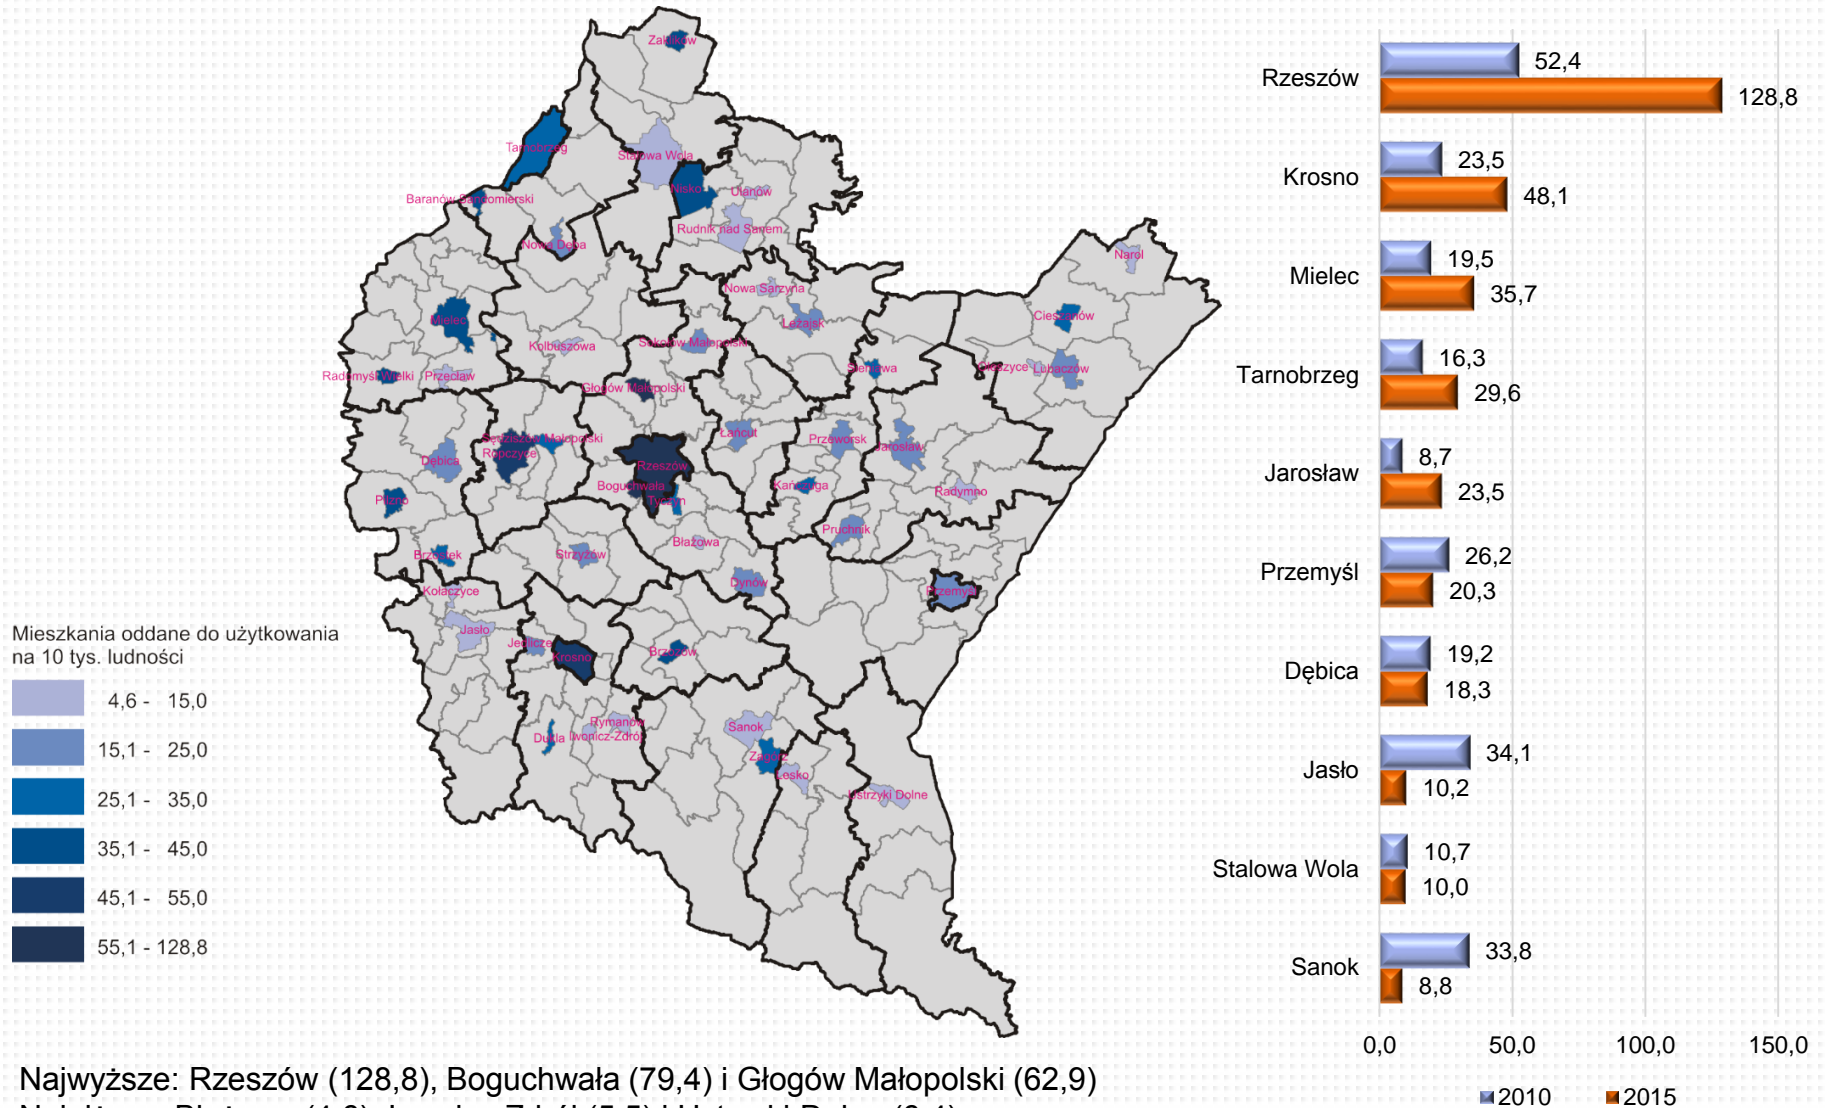 Zaklików
Tarnobrzeg
Stalowa Wola
Nisko
Ulanów
Baranów Sandomierski
Rudnik nad Sanem
Nowa Dęba
Narol
Nowa Sarzyna
Cieszanów
Mielec
Leżajsk
Kolbuszowa
Sokołów Małopolski
Sieniawa
Oleszyce
Lubaczów
Radomyśl Wielki
Przecław
Głogów Małopolski
Łańcut
Przeworsk
Jarosław
Sędziszów Małopolski
Ropczyce
Dębica
Rzeszów
Boguchwała
Tyczyn
Kańczuga
Radymno
Pilzno
Pruchnik
Błażowa
Brzostek
Strzyżów
Dynów
Przemyśl
Kołaczyce
Jasło
Jedlicze
Krosno
Brzozów
Rymanów
Sanok
Dukla
Iwonicz-Zdrój
Zagórz
Lesko
Ustrzyki Dolne
Mieszkania oddane do użytkowania
na 10 tys. ludności
4,6 - 15,0
15,1 - 25,0
25,1 - 35,0
35,1 - 45,0
45,1 - 55,0
55,1 - 128,8
Rzeszów 52,4
128,8
Krosno 23,5
48,1
Mielec 19,5
35,7
Tarnobrzeg 16,3
29,6
Jarosław 8,7
23,5
Przemyśl 26,2
20,3
Dębica 19,2
18,3
Jasło 34,1
10,2
Stalowa Wola 10,7
10,0
Sanok 33,8
8,8
0,0 50,0 100,0 150,0
2010 2015
Najwyższe: Rzeszów (128,8), Boguchwała (79,4) i Głogów Małopolski (62,9)